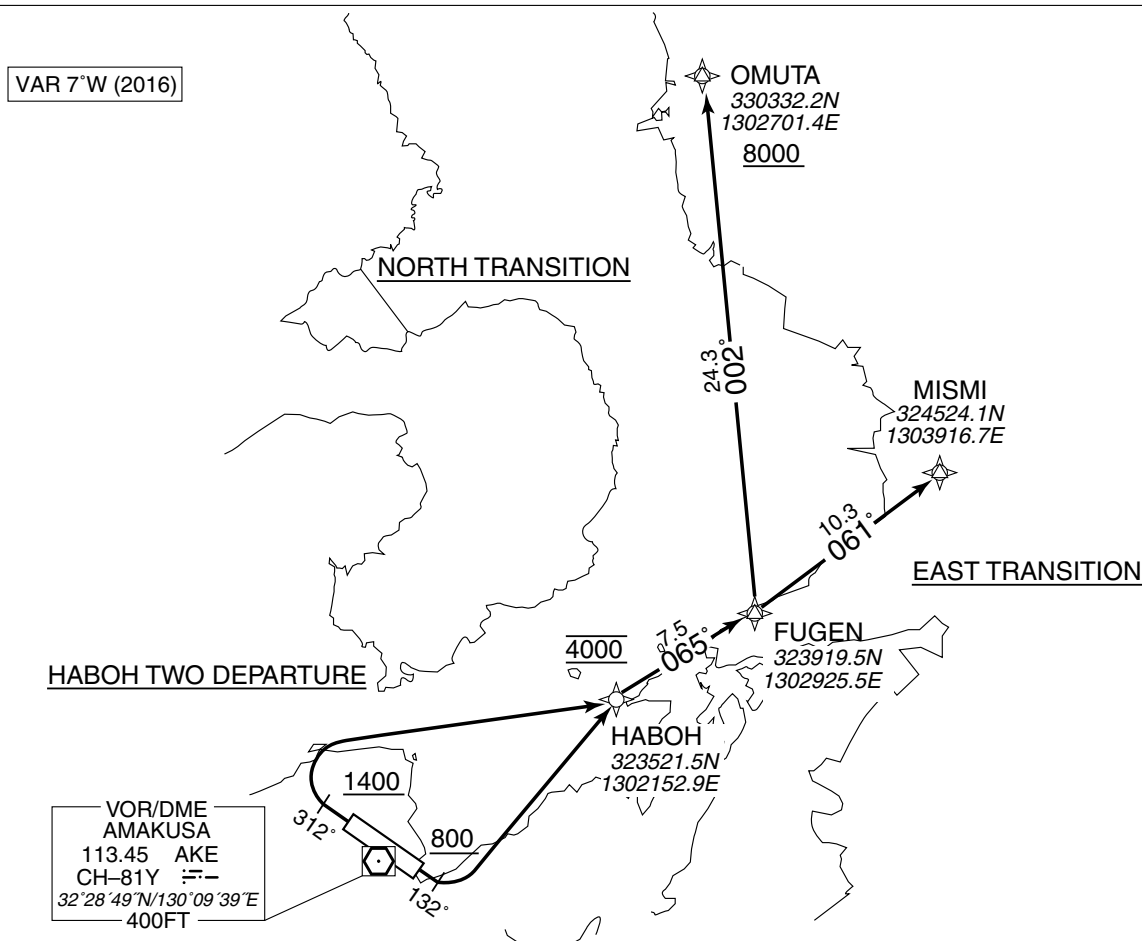 VAR 7°W (2016)
OMUTA
330332.2N
1302701.4E
8000
NORTH TRANSITION
24.3
002°
MISMI
324524.1N
1303916.7E
10.3
061°
EAST TRANSITION
FUGEN
323919.5N
1302925.5E
7.5
065°
4000
HABOH TWO DEPARTURE
HABOH
323521.5N
1302152.9E
1400
312°
800
132°
VOR/DME
AMAKUSA
113.45 AKE
CH–81Y
32°28´49˝N/130°09´39˝E
400FT